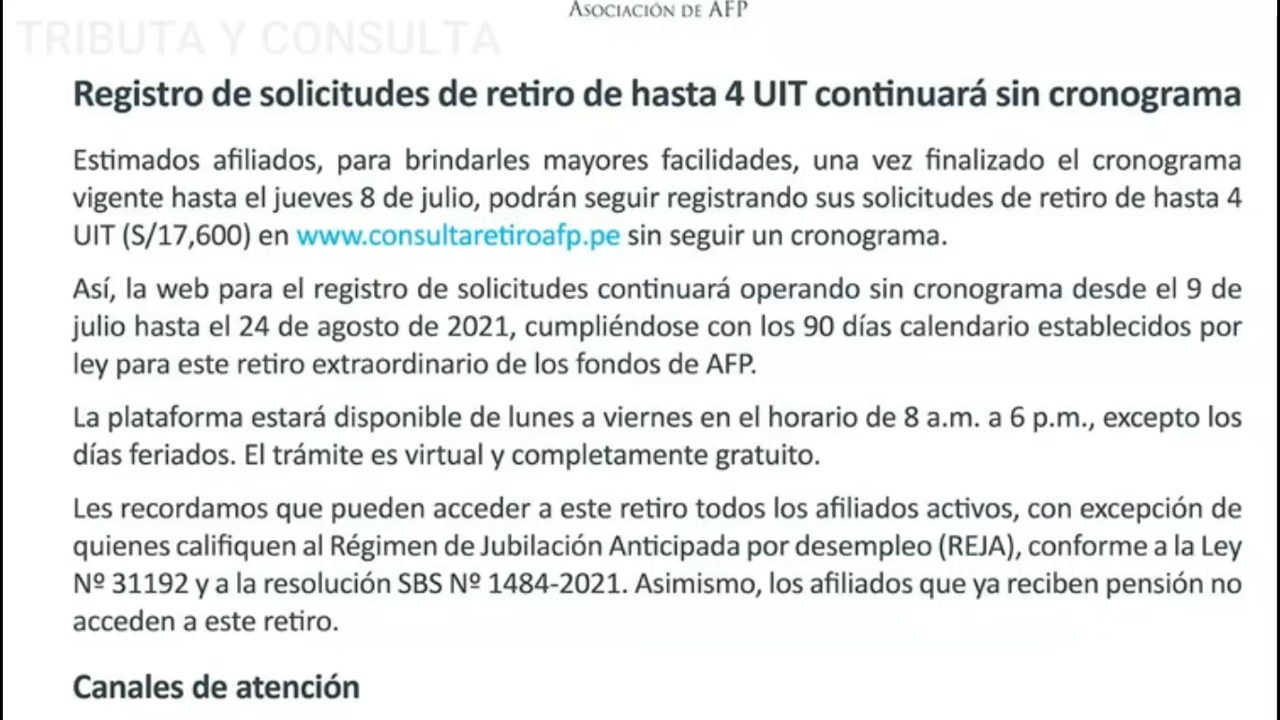 ASOCIACIÓN DE AFP
TRIBUTA Y CONSULTA
Registro de solicitudes de retiro de hasta 4 UIT continuará sin cronograma
Estimados afiliados, para brindarles mayores facilidades, una vez finalizado el cronograma
vigente hasta el jueves 8 de julio, podrán seguir registrando sus solicitudes de retiro de hasta 4
UIT (S/17,600) en www.consultaretiroafp.pe sin seguir un cronograma.
Así, la web para el registro de solicitudes continuará operando sin cronograma desde el 9 de
julio hasta el 24 de agosto de 2021, cumpliéndose con los 90 días calendario establecidos por
ley para este retiro extraordinario de los fondos de AFP.
La plataforma estará disponible de lunes a viernes en el horario de 8 a.m. a 6 p.m., excepto los
días feriados. El trámite es virtual y completamente gratuito.
Les recordamos que pueden acceder a este retiro todos los afiliados activos, con excepción de
quienes califiquen al Régimen de Jubilación Anticipada por desempleo (REJA), conforme a la Ley
Nº 31192 y a la resolución SBS Nº 1484-2021. Asimismo, los afiliados que ya reciben pensión no
acceden a este retiro.
Canales de atención